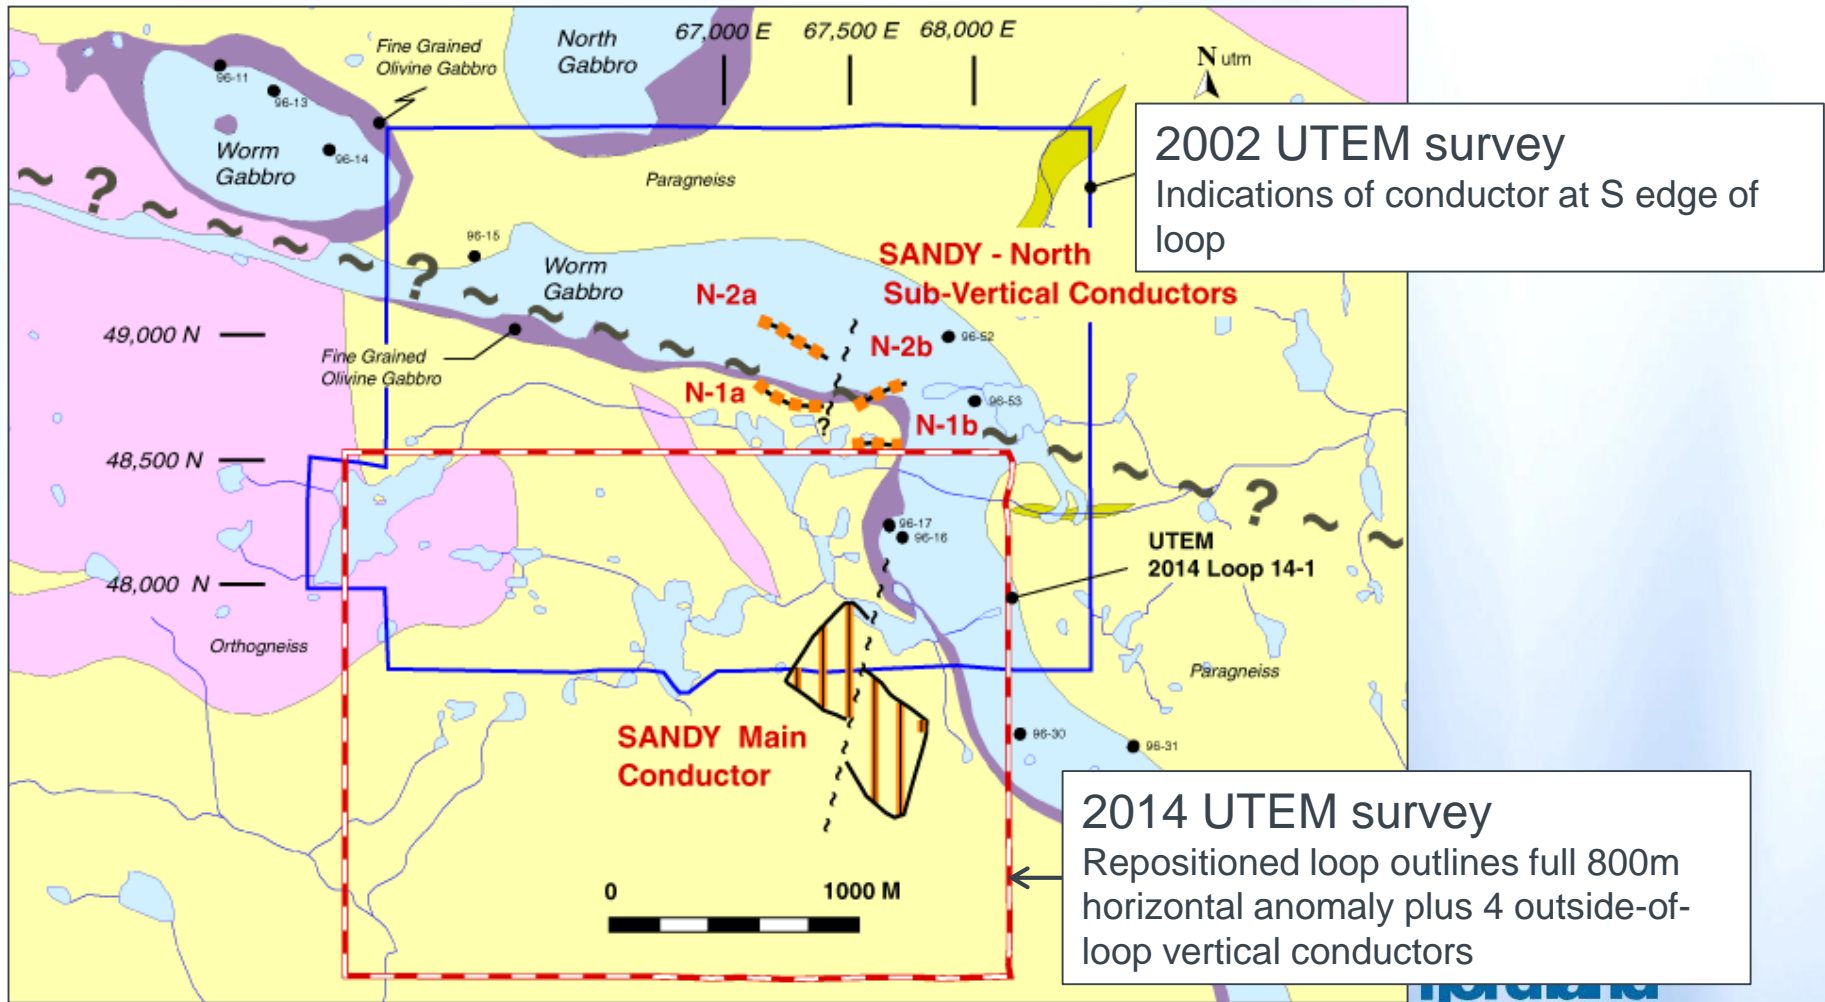 67,000 E
67,500 E
68,000 E
N utm
North
Gabbro
Fine Grained
Olivine Gabbro
96-11
96-13
96-14
Worm
Gabbro
Paragneiss
2002 UTEM survey
Indications of conductor at S edge of
loop
?
96-15
SANDY - North
Sub-Vertical Conductors
?
Worm
Gabbro
N-2a
49,000 N
96-52
N-2b
Fine Grained
Olivine Gabbro
N-1a
96-53
?
N-1b
48,500 N
?
96-17
96-16
UTEM
2014 Loop 14-1
48,000 N
Orthogneiss
Paragneiss
SANDY Main
Conductor
96-30
96-31
2014 UTEM survey
Repositioned loop outlines full 800m
horizontal anomaly plus 4 outside-of-
loop vertical conductors
0
1000 M